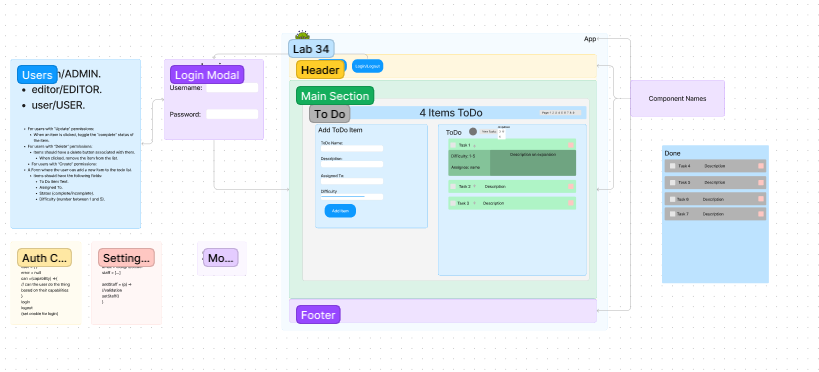 Lab 34
App
Users
n/ADMIN.
editor/EDITOR.
user/USER.
For users with "Update" permissions:
When an item is clicked, toggle the "complete" status of
the item.
For users with "Delete" permissions:
Items should have a delete button associated with them.
When clicked, remove the item from the list.
For users with "Create" permissions:
A Form where the user can add a new item to the todo list.
Items should have the following fields:
To Do Item Text
Assigned To
Status (complete/incomplete)
Difficulty (number between 1 and 5).
Login Modal
Username:
Password:
Header
Login/Logout
Main Section
To Do
4 Items ToDo
Add ToDo Item
ToDo Name:
Description:
Assigned To:
Difficulty
Add Item
ToDo
Task 1
Difficulty: 1-5
Description on expansion
Assignee: name
Task 2
Description
Task 3
Description
Component Names
Done
Task 4
Description
Task 5
Description
Task 6
Description
Task 7
Description
Auth C...
error = null
can =(capability) =>{
// can the user do the thing
based on their capabilities
}
login
logout
Setting...
staff = [...]
addStaff = (p) =>
//validation
setStaff()
}
Mo...
Footer